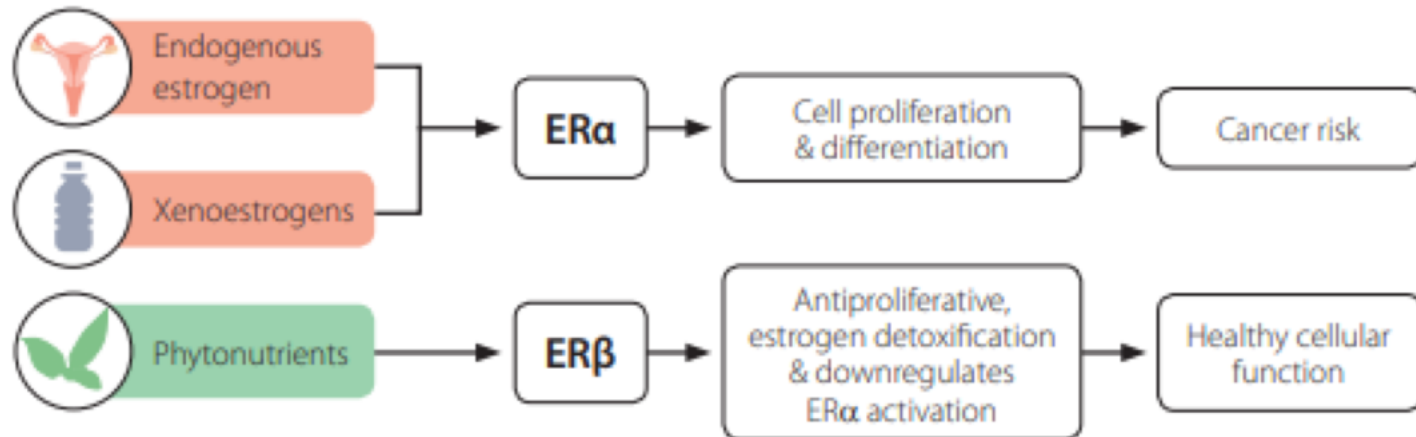 Endogenous
estrogen
Xenoestrogens
ERα
Cell proliferation
& differentiation
Cancer risk
Phytonutrients
ERβ
Antiproliferative,
estrogen detoxification
& downregulates
ERα activation
Healthy cellular
function